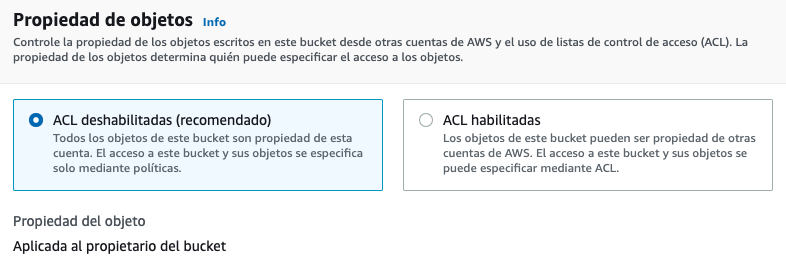 Propiedad de objetos Info
Controle la propiedad de los objetos escritos en este bucket desde otras cuentas de AWS y el uso de listas de control de acceso (ACL). La
propiedad de los objetos determina quién puede especificar el acceso a los objetos.
ACL deshabilitadas (recomendado)
Todos los objetos de este bucket son propiedad de esta
cuenta. El acceso a este bucket y sus objetos se especifica
solo mediante políticas.
ACL habilitadas
Los objetos de este bucket pueden ser propiedad de otras
cuentas de AWS. El acceso a este bucket y sus objetos se
puede especificar mediante ACL.
Propiedad del objeto
Aplicada al propietario del bucket